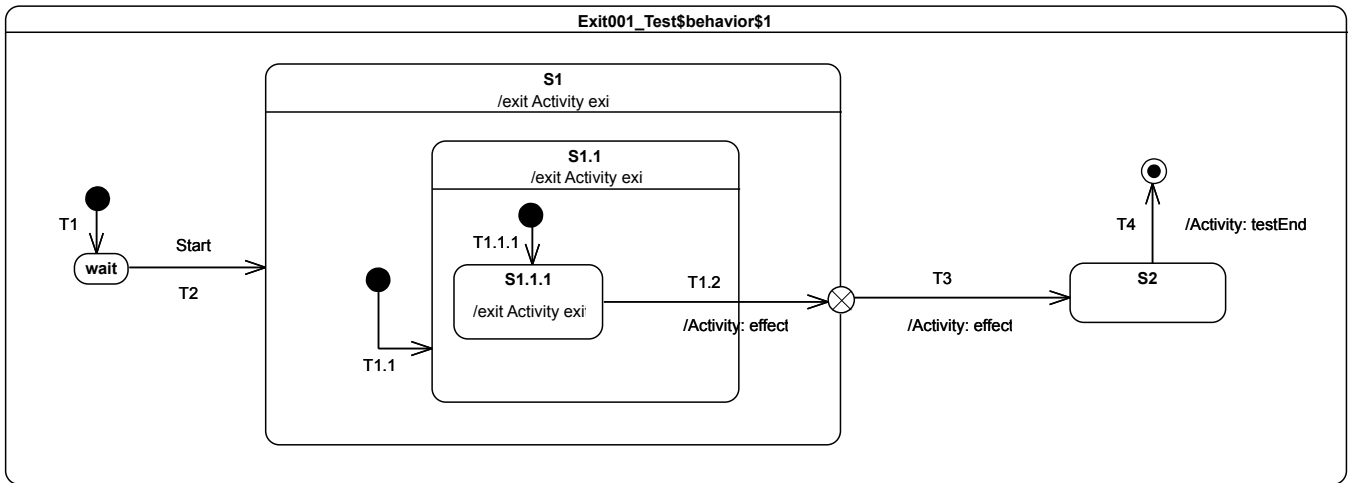 Exit001_Test$behavior$1
S1
/exit Activity exi
S1.1
/exit Activity exi
T1
wait
Start
T2
T1.1
T1.1.1
S1.1.1
/exit Activity exi
T1.2
/Activity: effect
T3
/Activity: effect
T4
/Activity: testEnd
S2